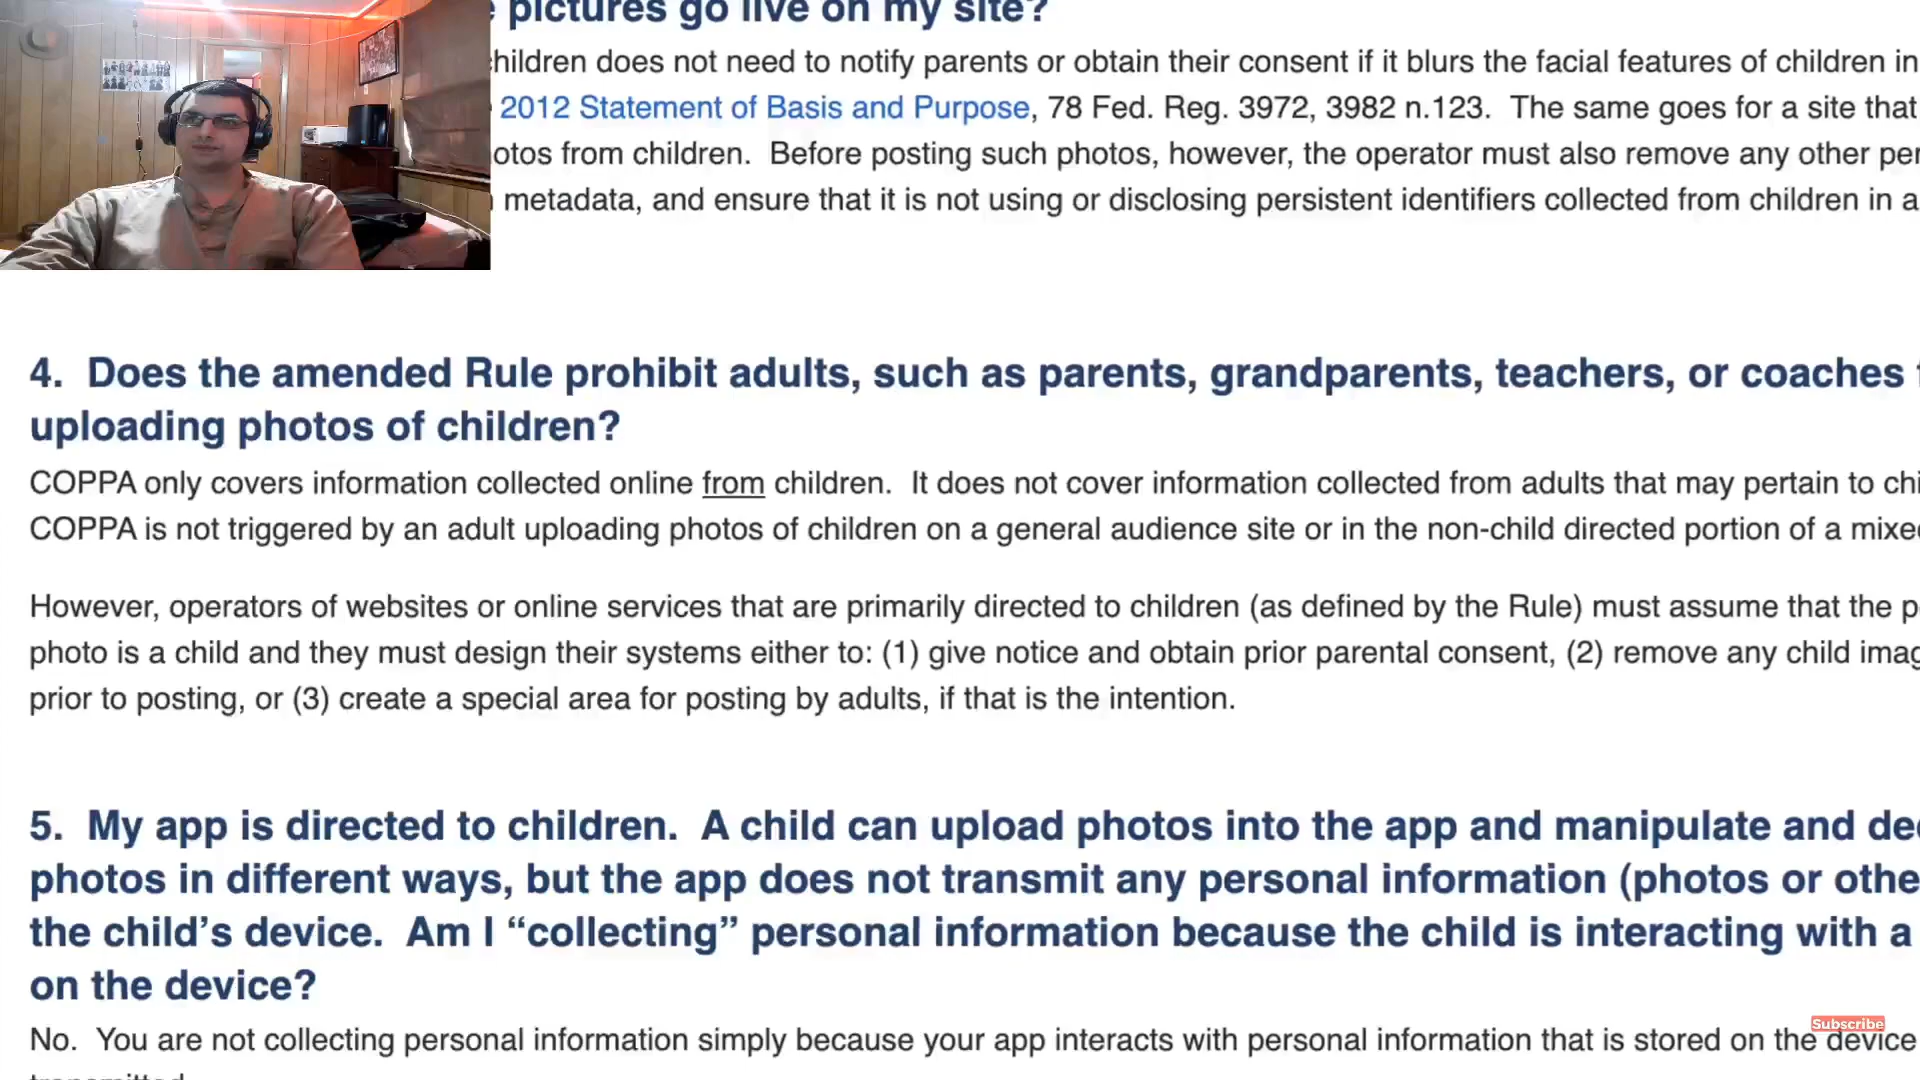 pictures go live on my site?
children does not need to notify parents or obtain their consent if it blurs the facial features of children in
2012 Statement of Basis and Purpose, 78 Fed. Reg. 3972, 3982 n.123. The same goes for a site that
otos from children. Before posting such photos, however, the operator must also remove any other per
metadata, and ensure that it is not using or disclosing persistent identifiers collected from children in a
4. Does the amended Rule prohibit adults, such as parents, grandparents, teachers, or coaches
uploading photos of children?
COPPA only covers information collected online from children. It does not cover information collected from adults that may pertain to chi
COPPA is not triggered by an adult uploading photos of children on a general audience site or in the non-child directed portion of a mixe
However, operators of websites or online services that are primarily directed to children (as defined by the Rule) must assume that the p
photo is a child and they must design their systems either to: (1) give notice and obtain prior parental consent, (2) remove any child imag
prior to posting, or (3) create a special area for posting by adults, if that is the intention.
5. My app is directed to children. A child can upload photos into the app and manipulate and dec
photos in different ways, but the app does not transmit any personal information (photos or othe
the child’s device. Am I “collecting” personal information because the child is interacting with a
on the device?
Subscribe
No. You are not collecting personal information simply because your app interacts with personal information that is stored on the device